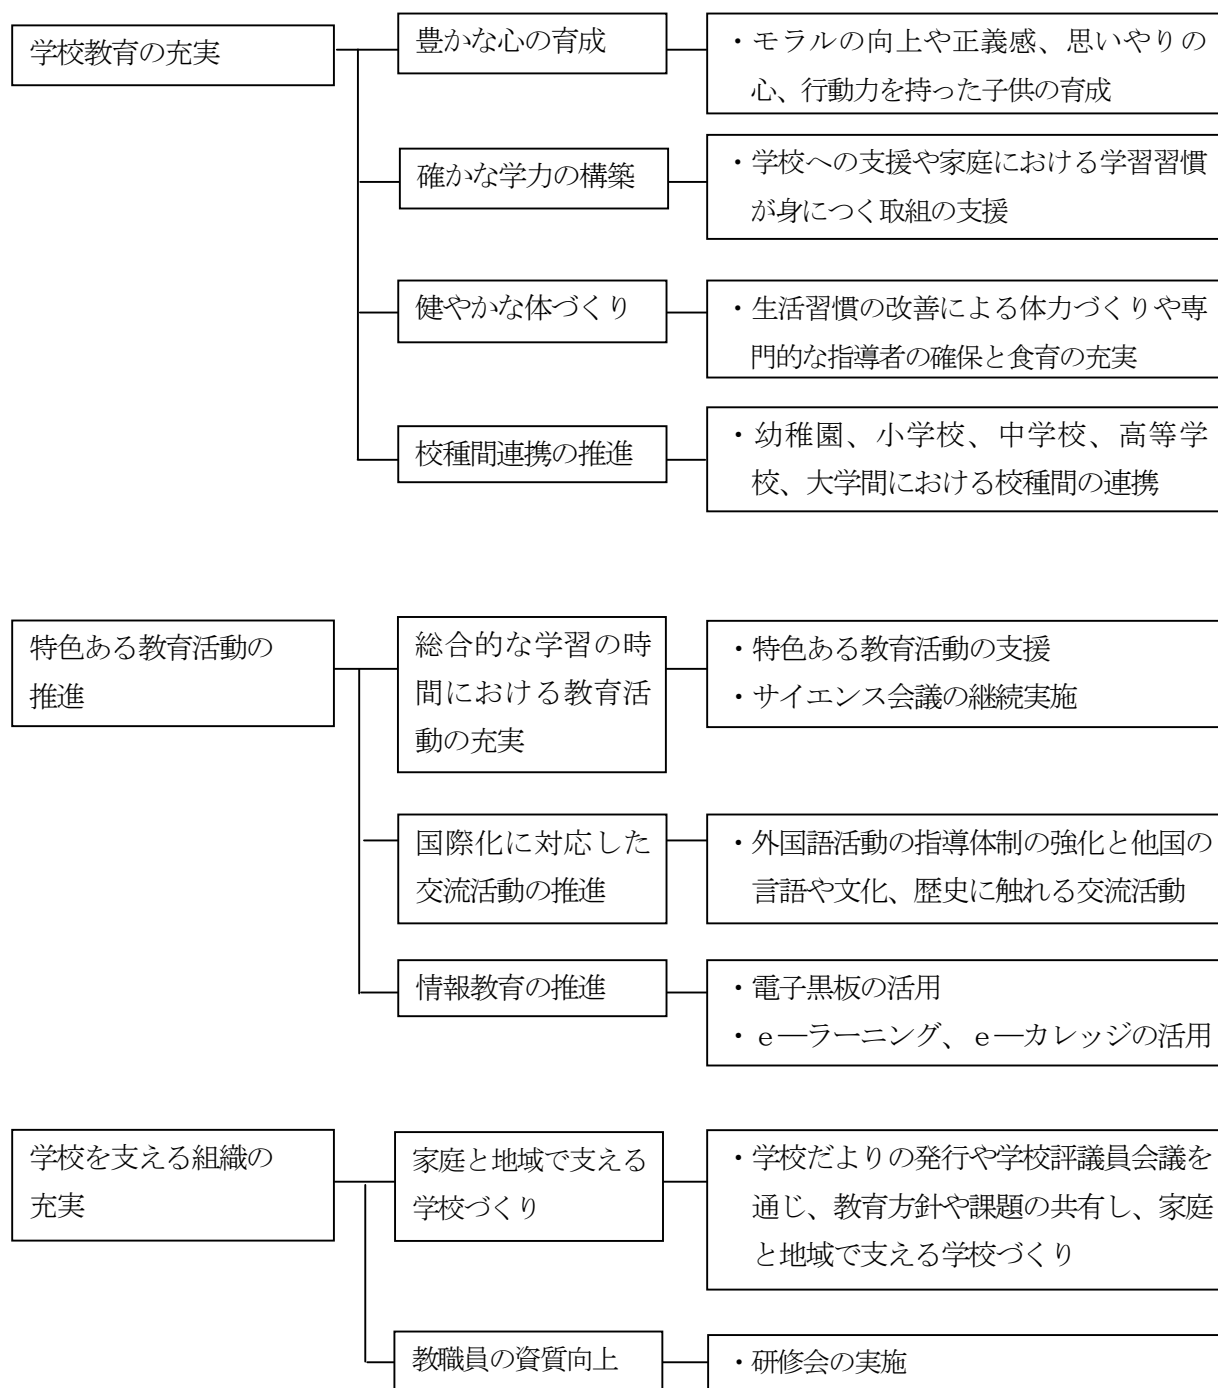 学校教育の充実
豊かな心の育成
・モラルの向上や正義感、思いやりの
心、行動力を持った子供の育成
確かな学力の構築
・学校への支援や家庭における学習習慣
が身につく取組の支援
健やかな体づくり
・生活習慣の改善による体力づくりや専
門的な指導者の確保と食育の充実
校種間連携の推進
・幼稚園、小学校、中学校、高等学
校、大学間における校種間の連携
特色ある教育活動の
推進
総合的な学習の時
間における教育活
動の充実
・特色ある教育活動の支援
・サイエンス会議の継続実施
国際化に対応した
交流活動の推進
・外国語活動の指導体制の強化と他国の
言語や文化、歴史に触れる交流活動
情報教育の推進
・電子黒板の活用
・ｅ―ラーニング、ｅ―カレッジの活用
学校を支える組織の
充実
家庭と地域で支える
学校づくり
・学校だよりの発行や学校評議員会議を
通じ、教育方針や課題の共有し、家庭
と地域で支える学校づくり
教職員の資質向上
・研修会の実施